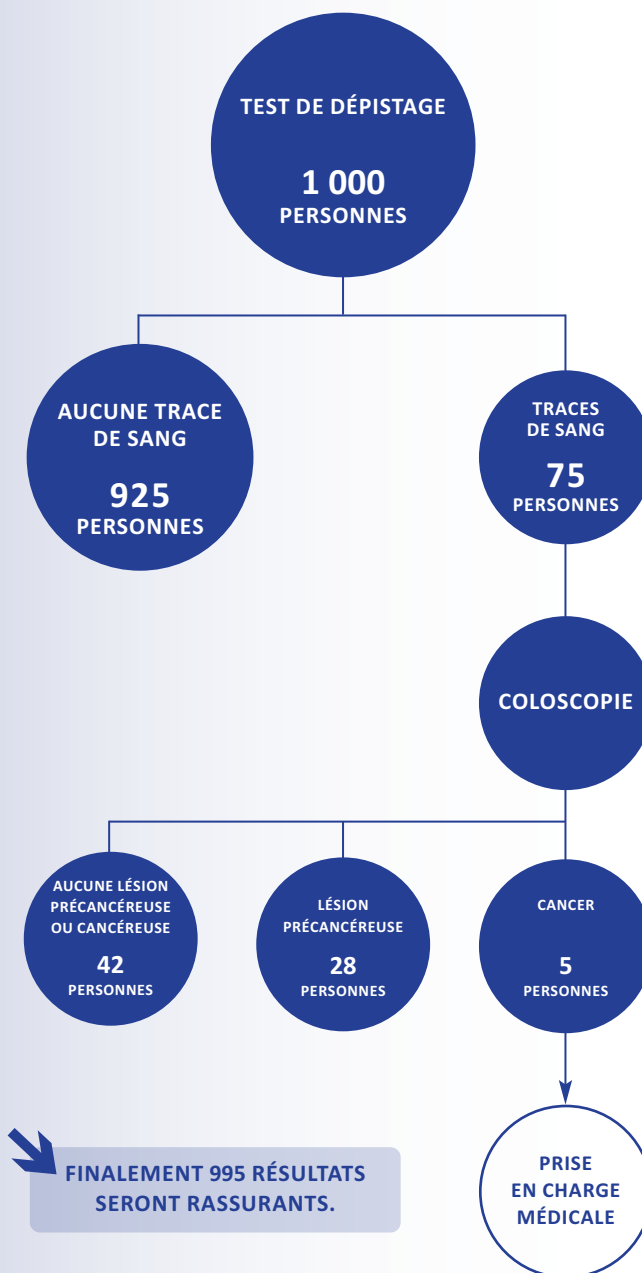 TEST DE DÉPISTAGE
1 000
PERSONNES
AUCUNE TRACE
DE SANG
925
PERSONNES
TRACES
DE SANG
75
PERSONNES
COLOSCOPIE
AUCUNE LÉSION
PRÉCANCÉREUSE
OU CANCÉREUSE
42
PERSONNES
LÉSION
PRÉCANCÉREUSE
28
PERSONNES
CANCER
5
PERSONNES
FINALEMENT 995 RÉSULTATS
SERONT RASSURANTS.
PRISE
EN CHARGE
MÉDICALE